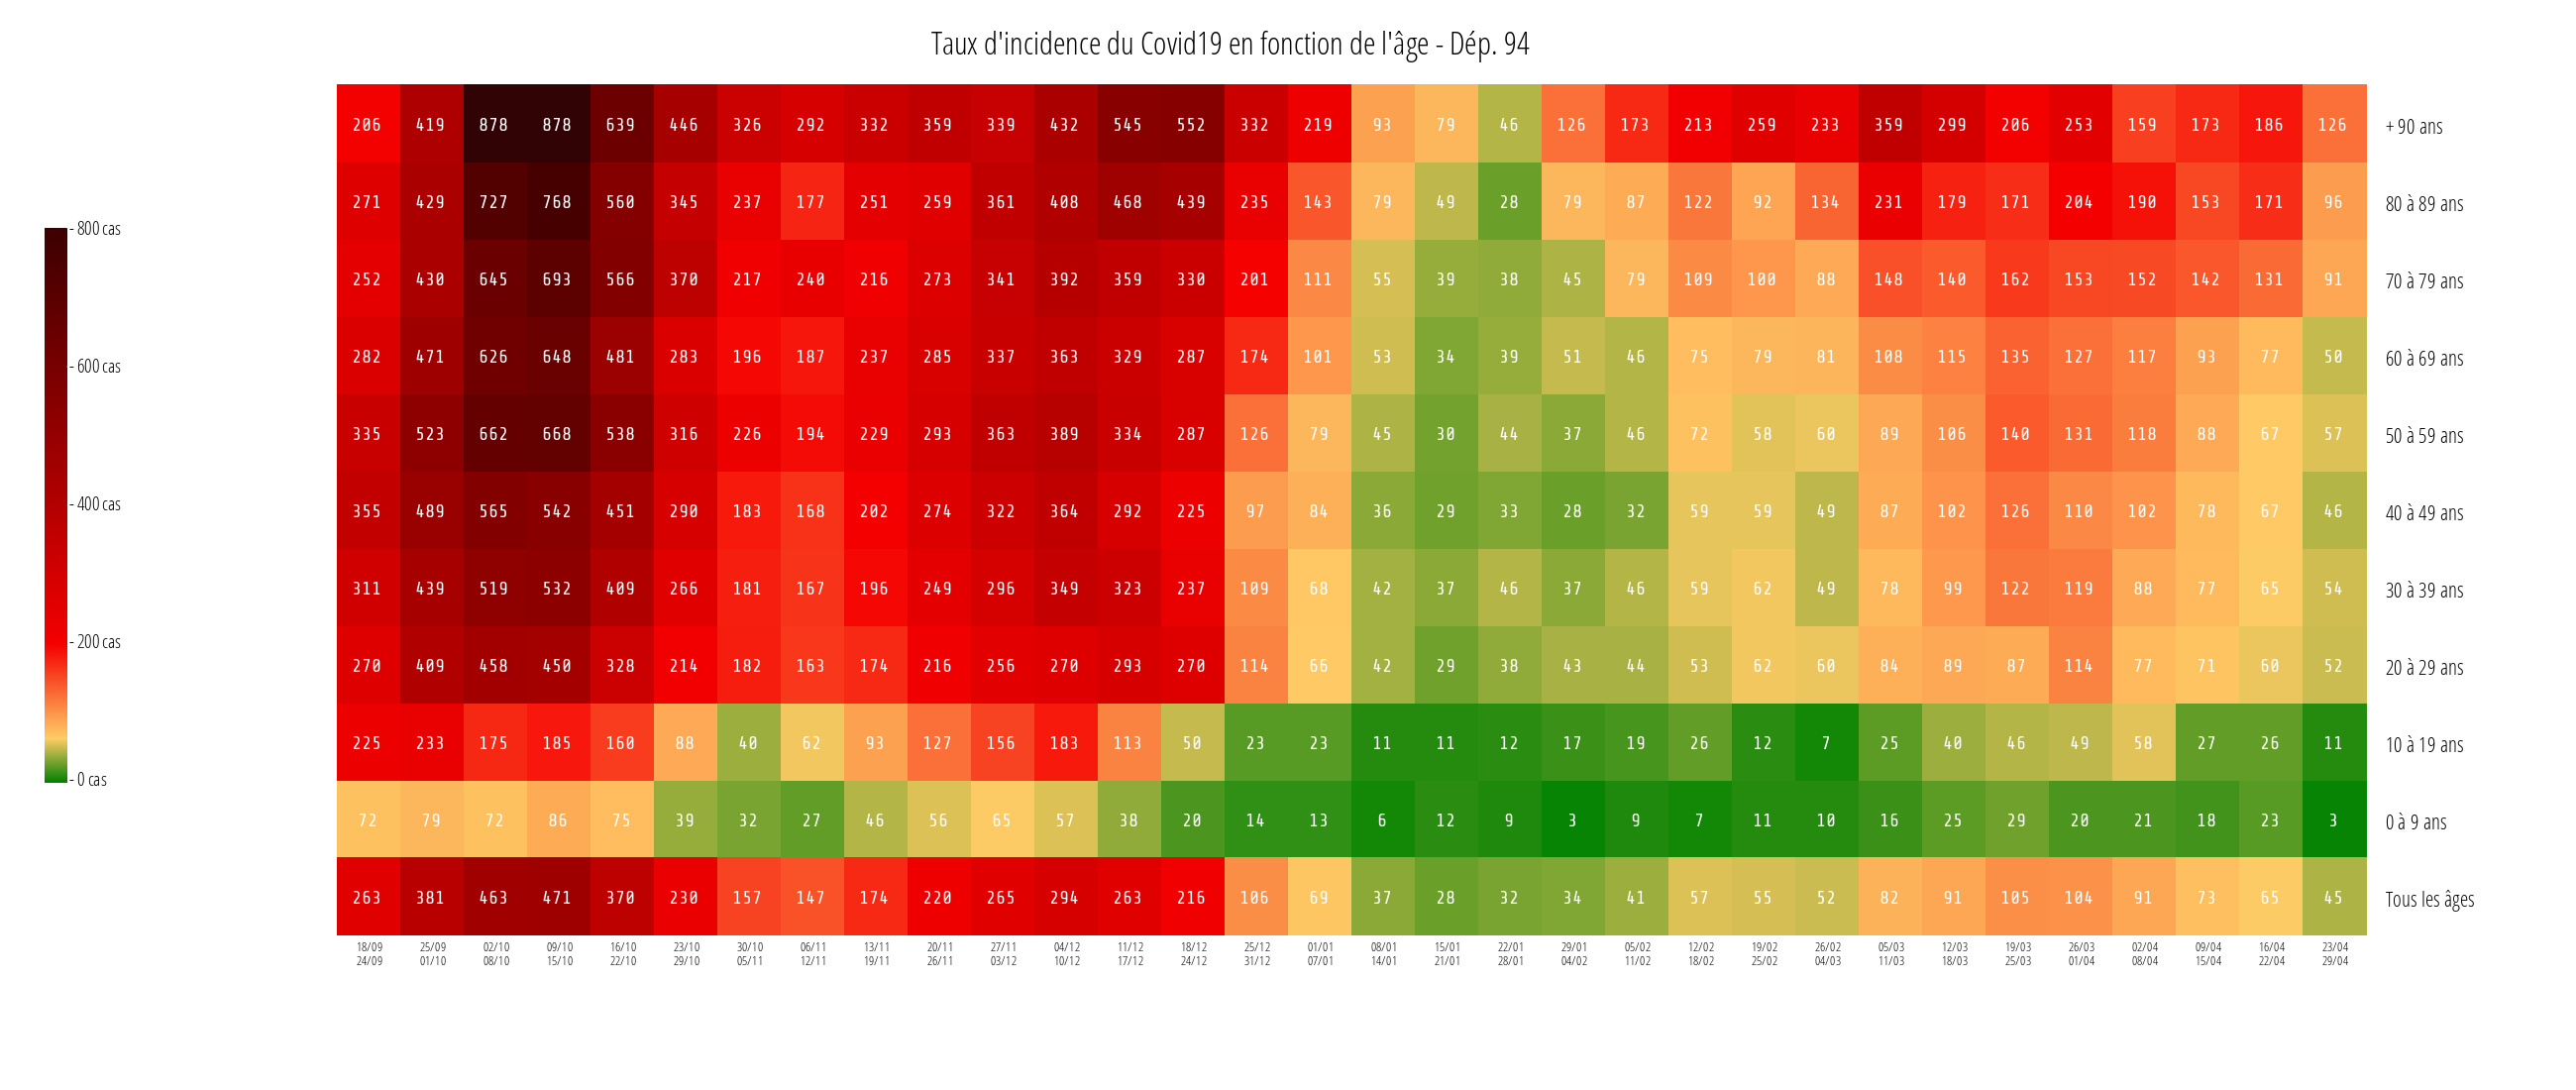 Taux d'incidence du Covid19 en fonction de l'âge - Dép. 94
- 800 cas
- 600 cas
- 400 cas
- 200 cas
- 0 cas
206 419 878 878 639 446 326 292 332 359 339 432 545 552 332 219 93 79 46 126 173 213 259 233 359 299 206 253 159 173 186 126 + 90 ans
271 429 727 768 560 345 237 177 251 259 361 408 468 439 235 143 79 49 28 79 87 122 92 134 231 179 171 204 190 153 171 96 80 à 89 ans
252 430 645 693 566 370 217 240 216 273 341 392 359 330 201 111 55 39 38 45 79 109 100 88 148 140 162 153 152 142 131 91 70 à 79 ans
282 471 626 648 481 283 196 187 237 285 337 363 329 287 174 101 53 34 39 51 46 75 79 81 108 115 135 127 117 93 77 50 60 à 69 ans
335 523 662 668 538 316 226 194 229 293 363 389 334 287 126 79 45 30 44 37 46 72 58 60 89 106 140 131 118 88 67 57 50 à 59 ans
355 489 565 542 451 290 183 168 202 274 322 364 292 225 97 84 36 29 33 28 32 59 59 49 87 102 126 110 102 78 67 46 40 à 49 ans
311 439 519 532 409 266 181 167 196 249 296 349 323 237 109 68 42 37 46 37 46 59 62 49 78 99 122 119 88 77 65 54 30 à 39 ans
270 409 458 450 328 214 182 163 174 216 256 270 293 270 114 66 42 29 38 43 44 53 62 60 84 89 87 114 77 71 60 52 20 à 29 ans
225 233 175 185 160 88 40 62 93 127 156 183 113 50 23 23 11 11 12 17 19 26 12 7 25 40 46 49 58 27 26 11 10 à 19 ans
72 79 72 86 75 39 32 27 46 56 65 57 38 20 14 13 6 12 9 3 9 7 11 10 16 25 29 20 21 18 23 3 0 à 9 ans
263 381 463 471 370 230 157 147 174 220 265 294 263 216 106 69 37 28 32 34 41 57 55 52 82 91 105 104 91 73 65 45 Tous les âges
18/09 25/09 02/10 09/10 16/10 23/10 30/10 06/11 13/11 20/11 27/11 04/12 11/12 18/12 25/12 01/01 08/01 15/01 22/01 29/01 05/02 12/02 19/02 26/02 05/03 12/03 19/03 26/03 02/04 09/04 16/04 23/04
24/09 01/10 08/10 15/10 22/10 29/10 05/11 12/11 19/11 26/11 03/12 10/12 17/12 24/12 31/12 07/01 14/01 21/01 28/01 04/02 11/02 18/02 25/02 04/03 11/03 18/03 25/03 01/04 08/04 15/04 22/04 29/04